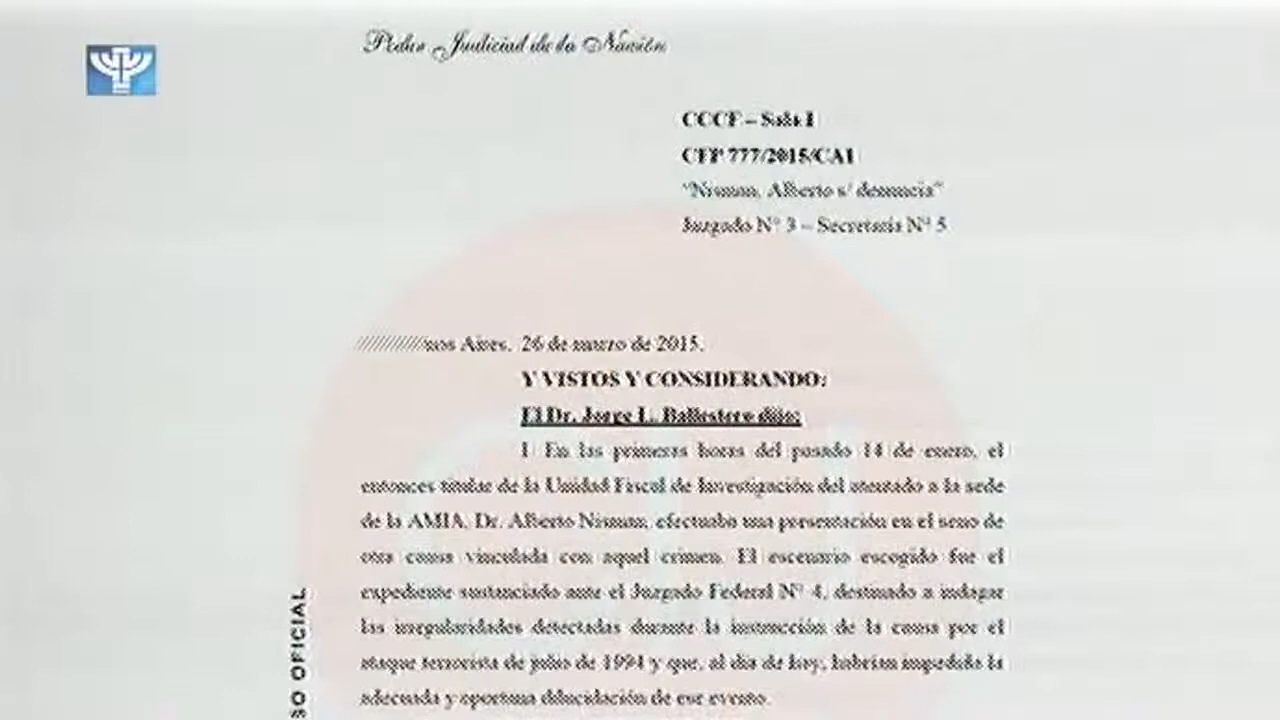 Poder Judicial de la Nación
CCCF – Sala I
CFP 777/2015/CA1
"Nisman, Alberto s/ denuncia"
Juzgado N° 3 – Secretaría N° 5
///////////////nos Aires, 26 de marzo de 2015.
Y VISTOS Y CONSIDERANDO:
El Dr. Jorge L. Ballestero dijo:
I- En las primeras horas del pasado 14 de enero, el
entonces titular de la Unidad Fiscal de Investigación del atentado a la sede
de la AMIA, Dr. Alberto Nisman, efectuaba una presentación en el seno de
otra causa vinculada con aquel crimen. El escenario escogido fue el
expediente sustanciado ante el Juzgado Federal N° 4, destinado a indagar
las irregularidades detectadas durante la instrucción de la causa por el
ataque terrorista de julio de 1994 y que, al día de hoy, habrían impedido la
adecuada y oportuna dilucidación de ese evento.
SO OFICIAL